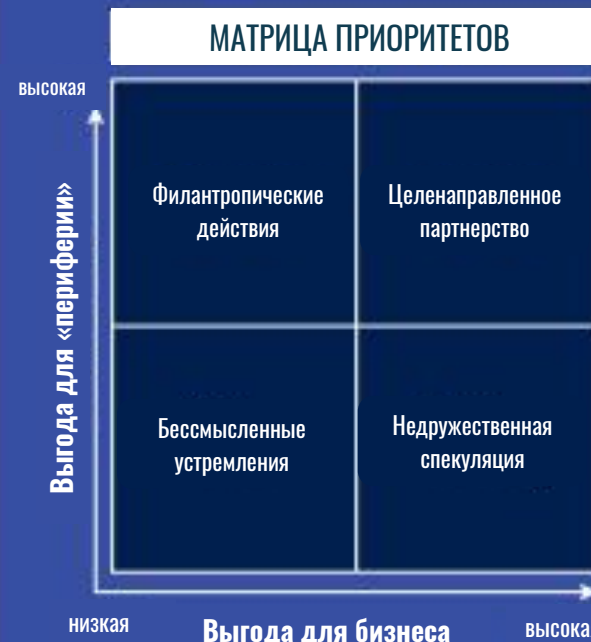 МАТРИЦА ПРИОРИТЕТОВ
высокая
Выгода для «периферии»
Филантропические
действия
Целенаправленное
партнерство
Бессмысленные
устремления
Недружественная
спекуляция
низкая
Выгода для бизнеса
высока